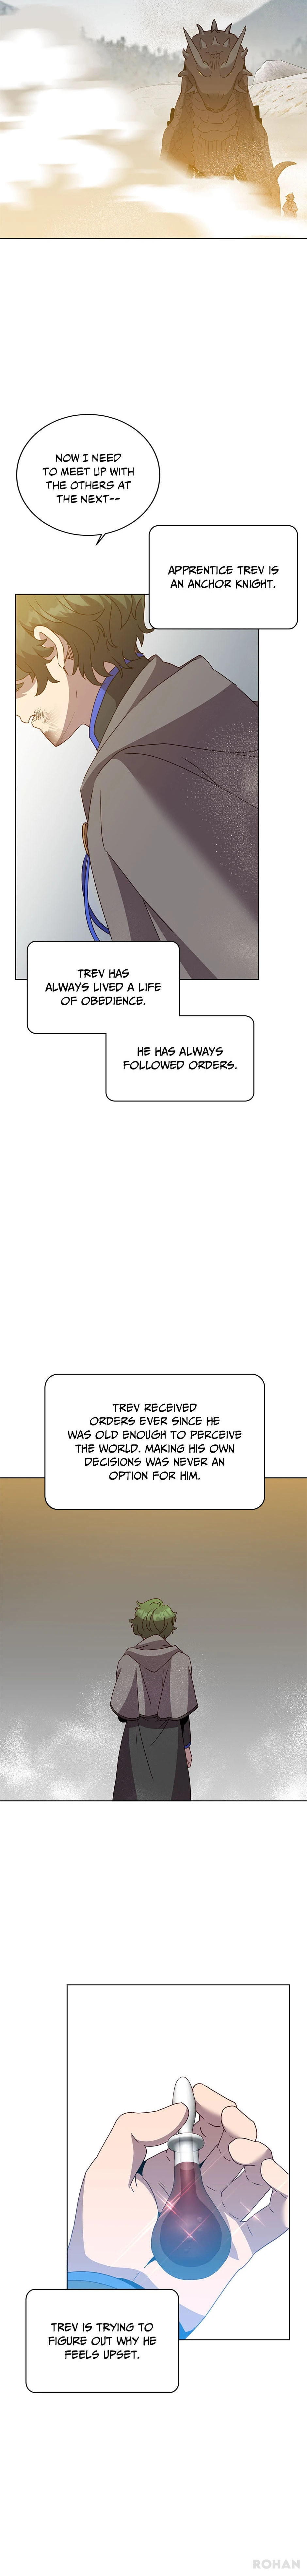 NOW I NEED
TO MEET UP WITH
THE OTHERS AT
THE NEXT--
APPRENTICE TREV IS
AN ANCHOR KNIGHT.
TREV HAS
ALWAYS LIVED A LIFE
OF OBEDIENCE.
HE HAS ALWAYS
FOLLOWED ORDERS.
TREV RECEIVED
ORDERS EVER SINCE HE
WAS OLD ENOUGH TO PERCEIVE
THE WORLD. MAKING HIS OWN
DECISIONS WAS NEVER AN
OPTION FOR HIM.
TREV IS TRYING TO
FIGURE OUT WHY HE
FEELS UPSET.
ROHAN